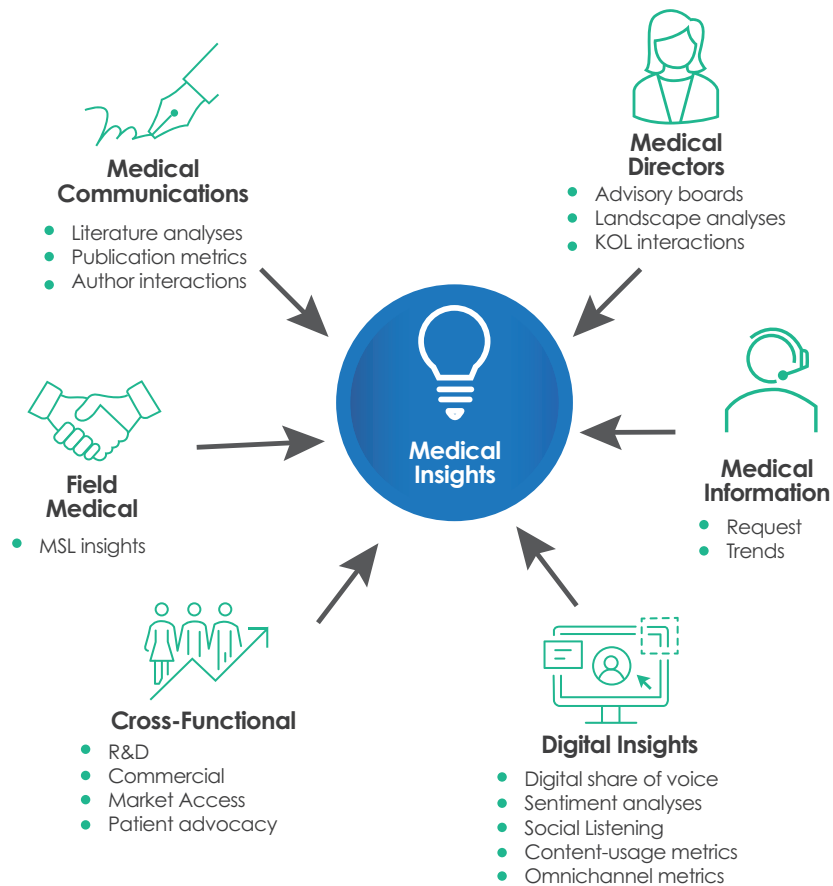 Medical
Communications
Literature analyses
Publication metrics
Author interactions
Medical
Directors
Advisory boards
Landscape analyses
KOL interactions
Medical
Insights
Field
Medical
MSL insights
Medical
Information
Request
Trends
Cross-Functional
R&D
Commercial
Market Access
Patient advocacy
Digital Insights
Digital share of voice
Sentiment analyses
Social Listening
Content-usage metrics
Omnichannel metrics